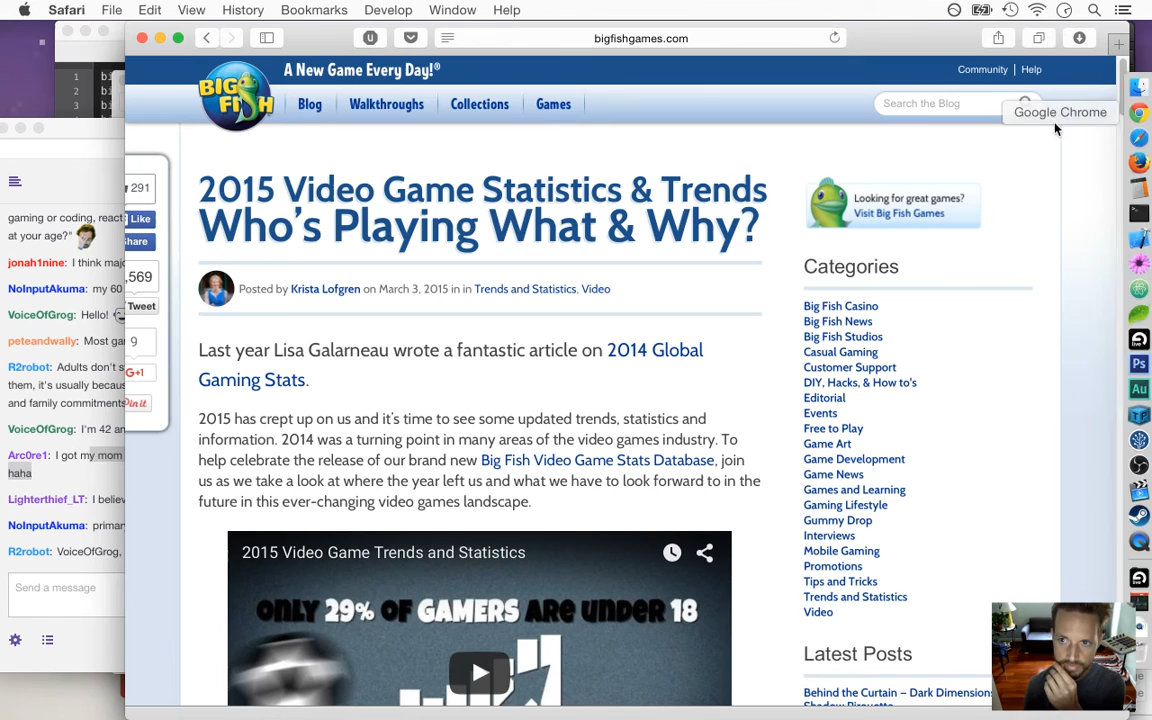 Safari File Edit View History Bookmarks Develop Window Help
bigfishgames.com
A New Game Every Day!®
Community | Help
BIG FISH
Blog Walkthroughs Collections Games
Search the Blog
Google Chrome
2015 Video Game Statistics & Trends
Who's Playing What & Why?
Posted by Krista Lofgren on March 3, 2015 in in Trends and Statistics, Video
Last year Lisa Galarneau wrote a fantastic article on 2014 Global
Gaming Stats.
2015 has crept up on us and it's time to see some updated trends, statistics and
information. 2014 was a turning point in many areas of the video games industry. To
help celebrate the release of our brand new Big Fish Video Game Stats Database, join
us as we take a look at where the year left us and what we have to look forward to in the
future in this ever-changing video games landscape.
2015 Video Game Trends and Statistics
ONLY 29% OF GAMERS ARE UNDER 18
Looking for great games?
Visit Big Fish Games
Categories
Big Fish Casino
Big Fish News
Big Fish Studios
Casual Gaming
Customer Support
DIY, Hacks, & How to's
Editorial
Events
Free to Play
Game Art
Game Development
Game News
Games and Learning
Gaming Lifestyle
Gummy Drop
Interviews
Mobile Gaming
Promotions
Tips and Tricks
Trends and Statistics
Video
Latest Posts
Behind the Curtain – Dark Dimensions
291
Like
Share
,569
Tweet
9
+1
Pin it
1
2
3
gaming or coding, react
at your age?"
jonah1nine: I think majo
NoInputAkuma: my 60
VoiceOfGrog: Hello!
peteandwally: Most gam
R2robot: Adults don't s
them, it's usually becaus
and family commitments
VoiceOfGrog: I'm 42 an
Arc0re1: I got my mom
haha
Lighterthief_LT: I believ
NoInputAkuma: primary
R2robot: VoiceOfGrog,
Send a message